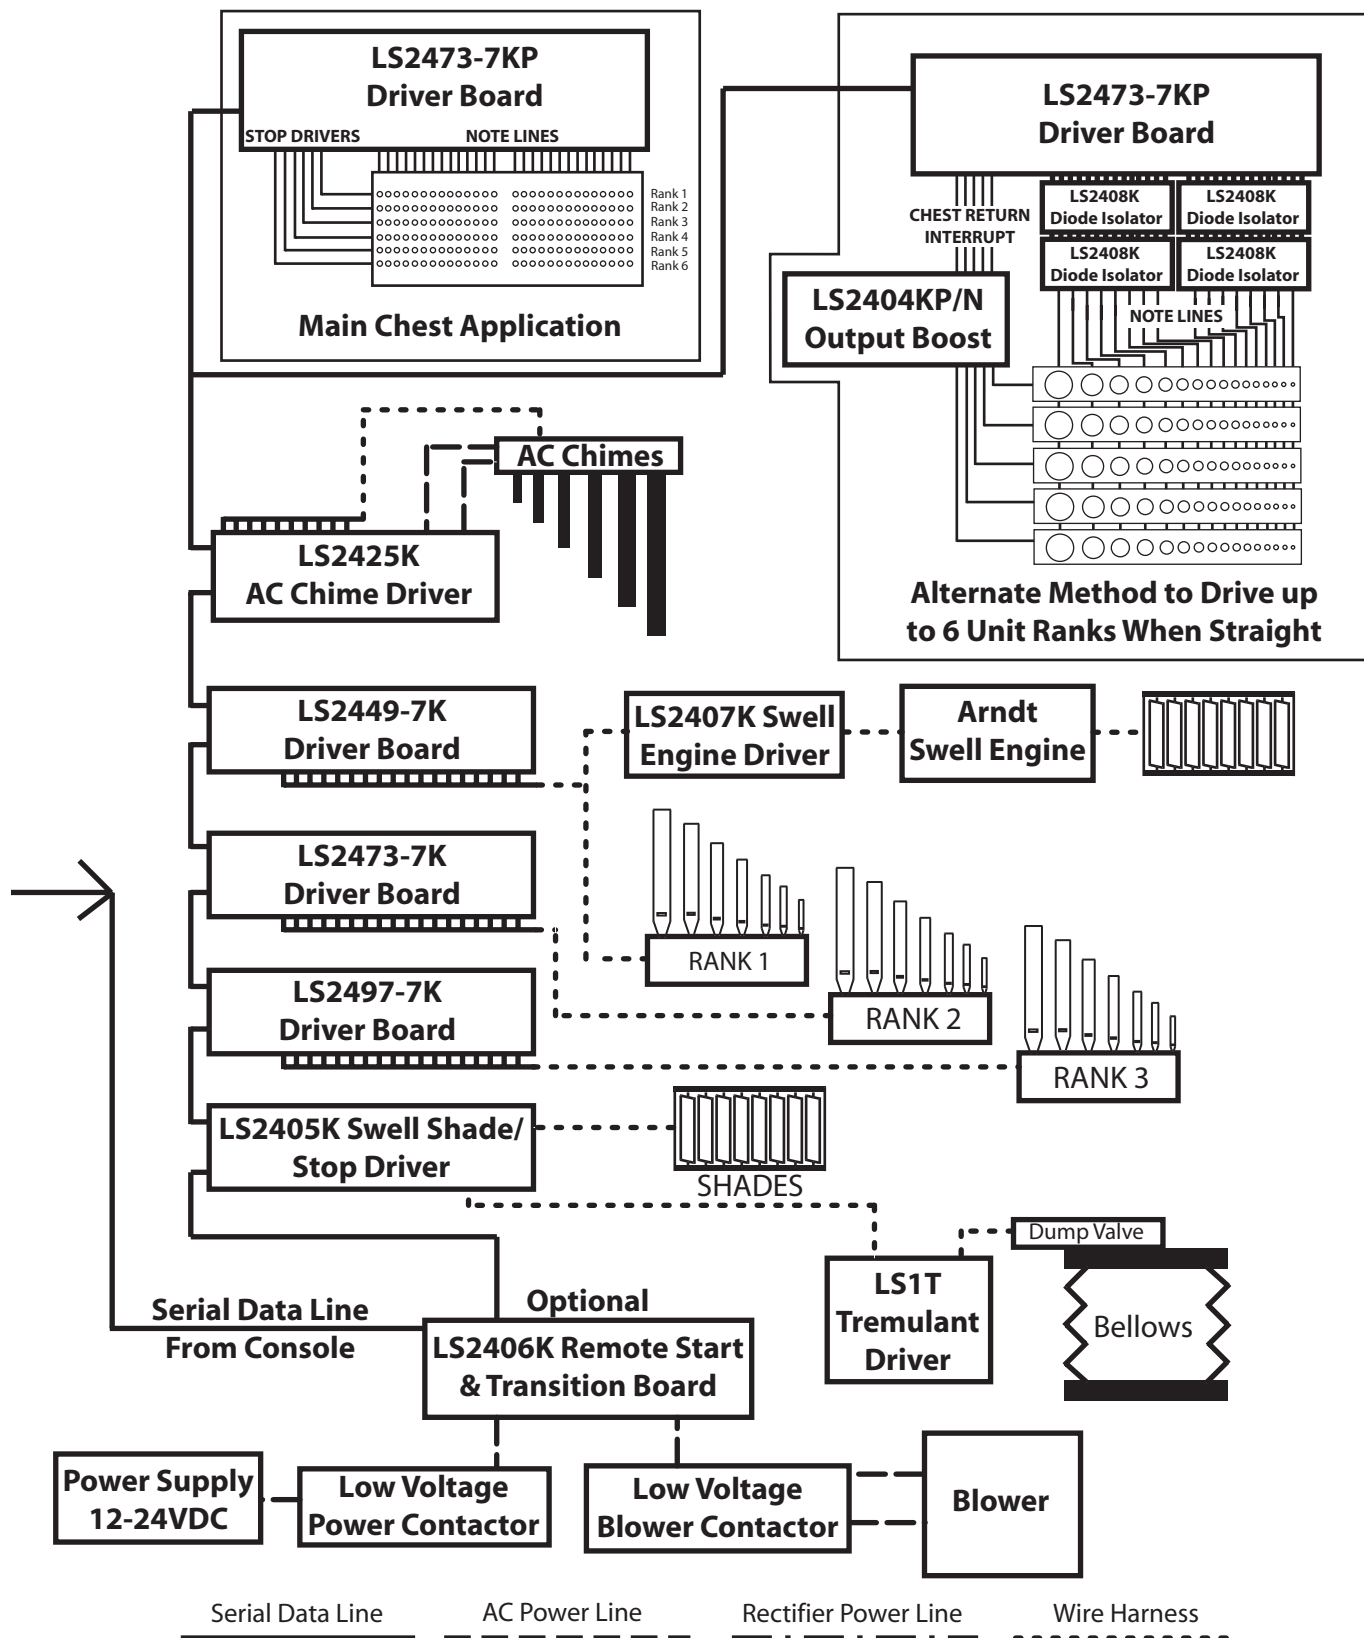 LS2473-7KP
Driver Board
STOP DRIVERS
NOTE LINES
Rank 1
Rank 2
Rank 3
Rank 4
Rank 5
Rank 6
Main Chest Application
LS2473-7KP
Driver Board
CHEST RETURN
INTERRUPT
LS2408K
Diode Isolator
LS2408K
Diode Isolator
LS2408K
Diode Isolator
LS2408K
Diode Isolator
LS2404KP/N
Output Boost
NOTE LINES
Alternate Method to Drive up
to 6 Unit Ranks When Straight
AC Chimes
LS2425K
AC Chime Driver
LS2449-7K
Driver Board
LS2407K Swell
Engine Driver
Arndt
Swell Engine
LS2473-7K
Driver Board
RANK 1
LS2497-7K
Driver Board
RANK 2
RANK 3
LS2405K Swell Shade/
Stop Driver
SHADES
Dump Valve
LS1T
Tremulant
Driver
Bellows
Serial Data Line
From Console
Optional
LS2406K Remote Start
& Transition Board
Power Supply
12-24VDC
Low Voltage
Power Contactor
Low Voltage
Blower Contactor
Blower
Serial Data Line
AC Power Line
Rectifier Power Line
Wire Harness